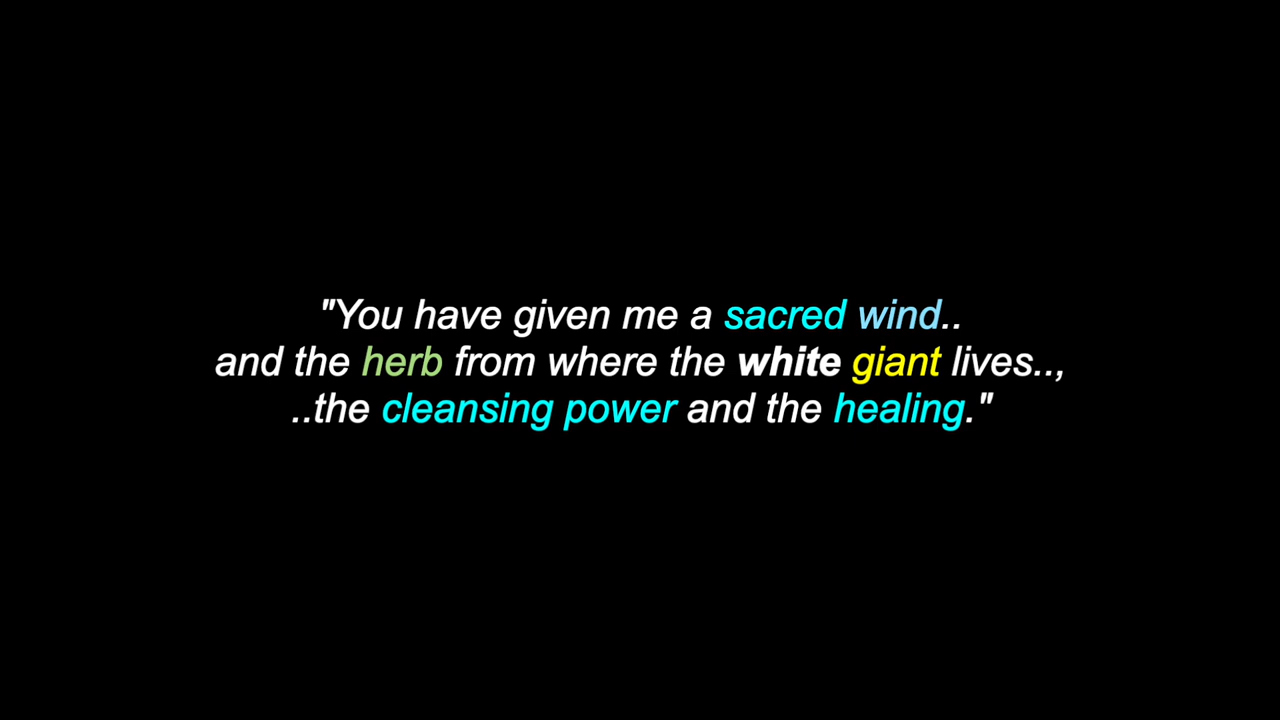 "You have given me a sacred wind..
and the herb from where the white giant lives..,
..the cleansing power and the healing."